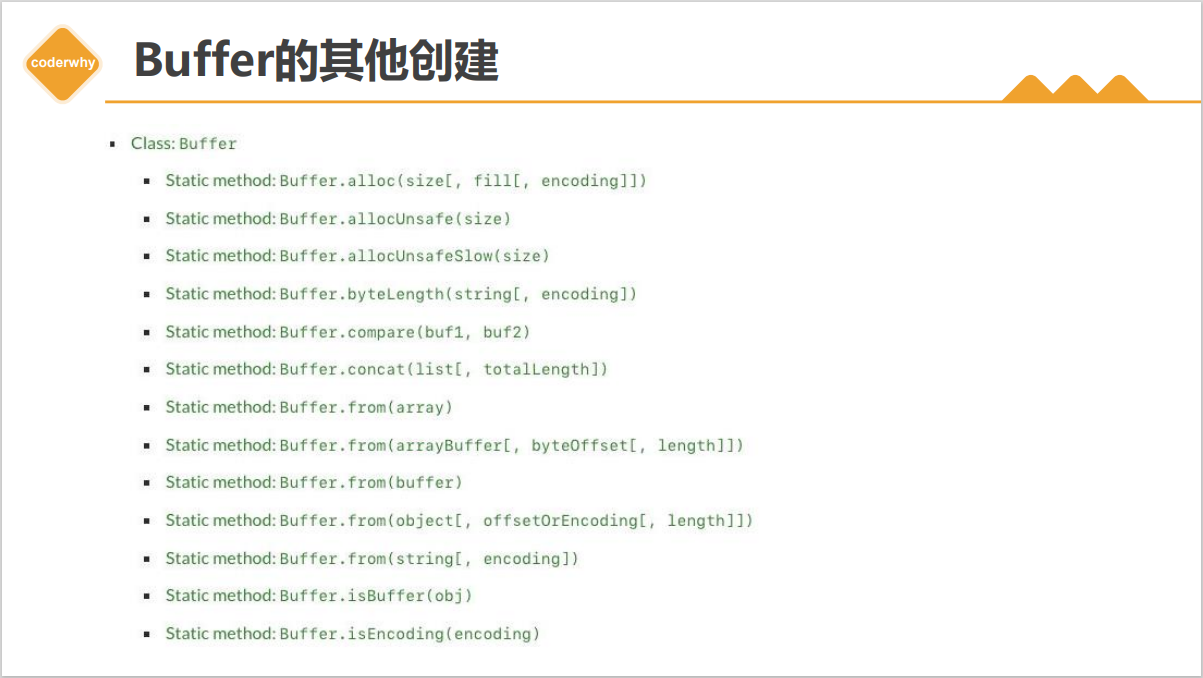 coderwhy
Buffer的其他创建
Class: Buffer
Static method: Buffer.alloc(size[, fill[, encoding]])
Static method: Buffer.allocUnsafe(size)
Static method: Buffer.allocUnsafeSlow(size)
Static method: Buffer.byteLength(string[, encoding])
Static method: Buffer.compare(buf1, buf2)
Static method: Buffer.concat(list[, totalLength])
Static method: Buffer.from(array)
Static method: Buffer.from(arrayBuffer[, byteOffset[, length]])
Static method: Buffer.from(buffer)
Static method: Buffer.from(object[, offsetOrEncoding[, length]])
Static method: Buffer.from(string[, encoding])
Static method: Buffer.isBuffer(obj)
Static method: Buffer.isEncoding(encoding)